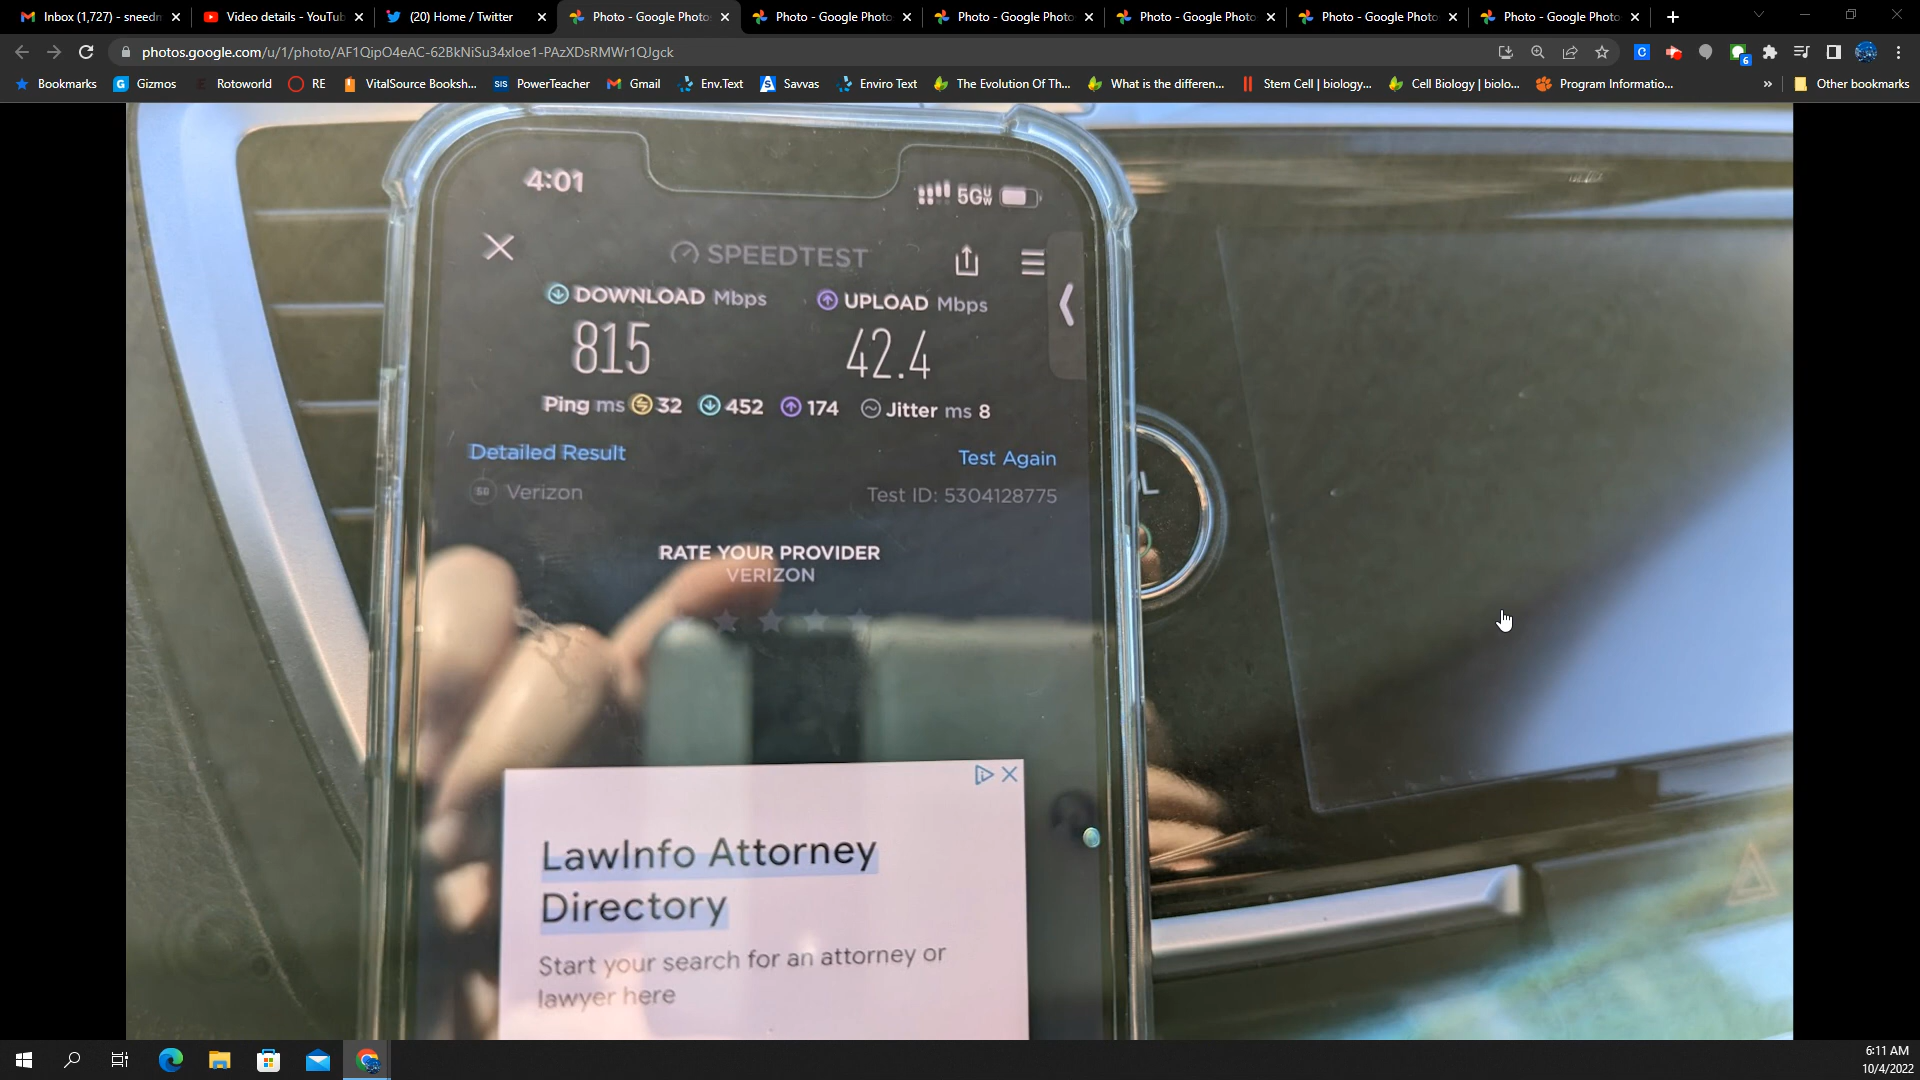 Inbox (1,727) - sneedm
Video details - YouTub
(20) Home / Twitter
Photo - Google Photos
Photo - Google Photo
Photo - Google Photo
Photo - Google Photo
Photo - Google Photo
Photo - Google Photo
photos.google.com/u/1/photo/AF1QipO4eAC-62BkNiSu34xloe1-PAzXDsRMWr1QJgck
6
Bookmarks
Gizmos
Rotoworld
RE
VitalSource Booksh...
SIS PowerTeacher
Gmail
Env.Text
Savvas
Enviro Text
The Evolution Of Th...
What is the differen...
Stem Cell | biology...
Cell Biology | biolo...
Program Informatio...
»
Other bookmarks
4:01
5GUW
SPEEDTEST
DOWNLOAD Mbps
UPLOAD Mbps
815
42.4
Ping ms 32 452 174 Jitter ms 8
Detailed Result
Test Again
Verizon
Test ID: 5304128775
RATE YOUR PROVIDER
VERIZON
LawInfo Attorney
Directory
Start your search for an attorney or
lawyer here
6:11 AM
10/4/2022